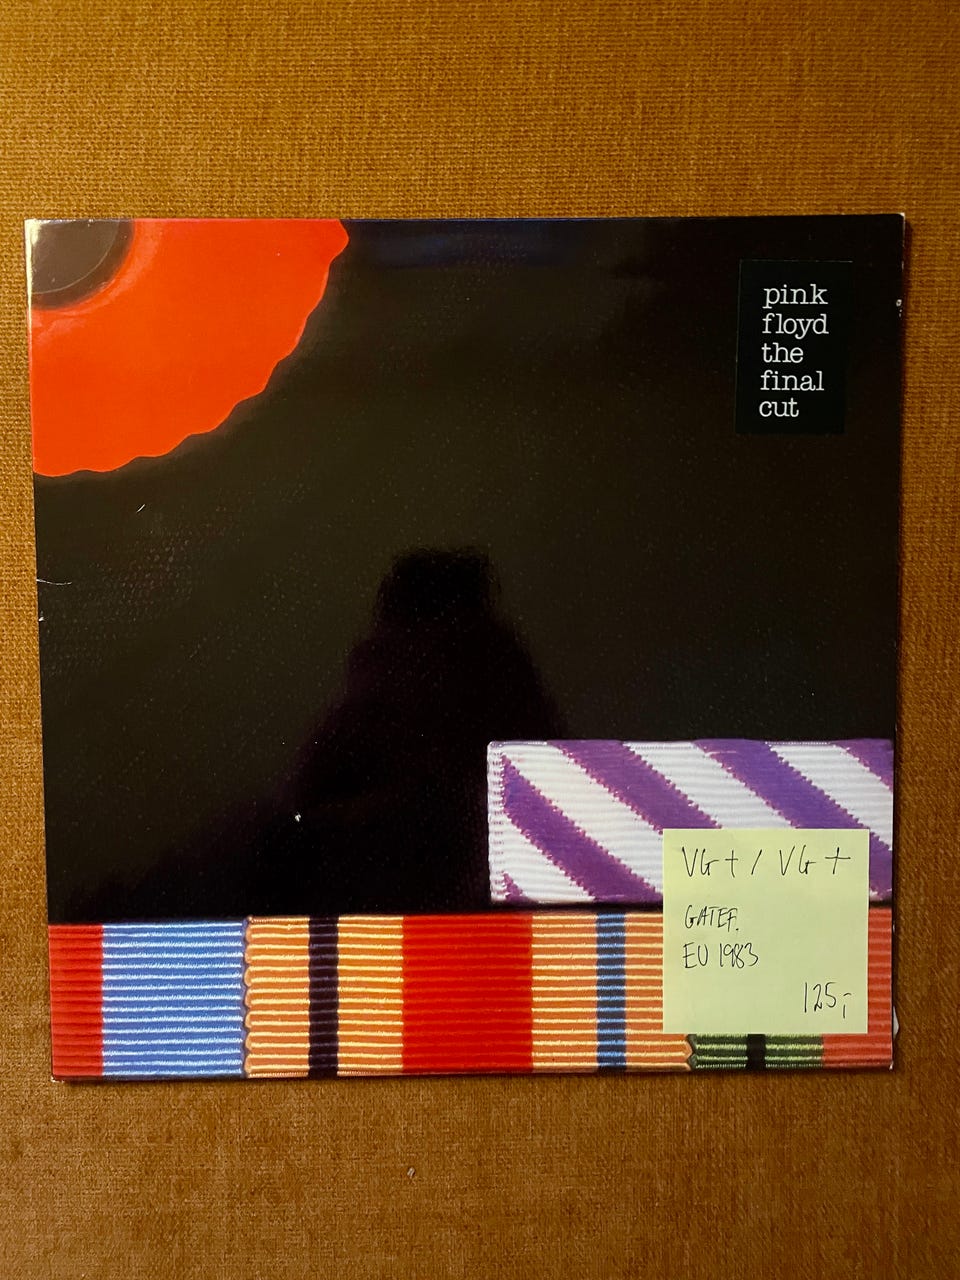 pink
floyd
the
final
cut
VG+ / VG+
GATEF.
EU 1983
125,-